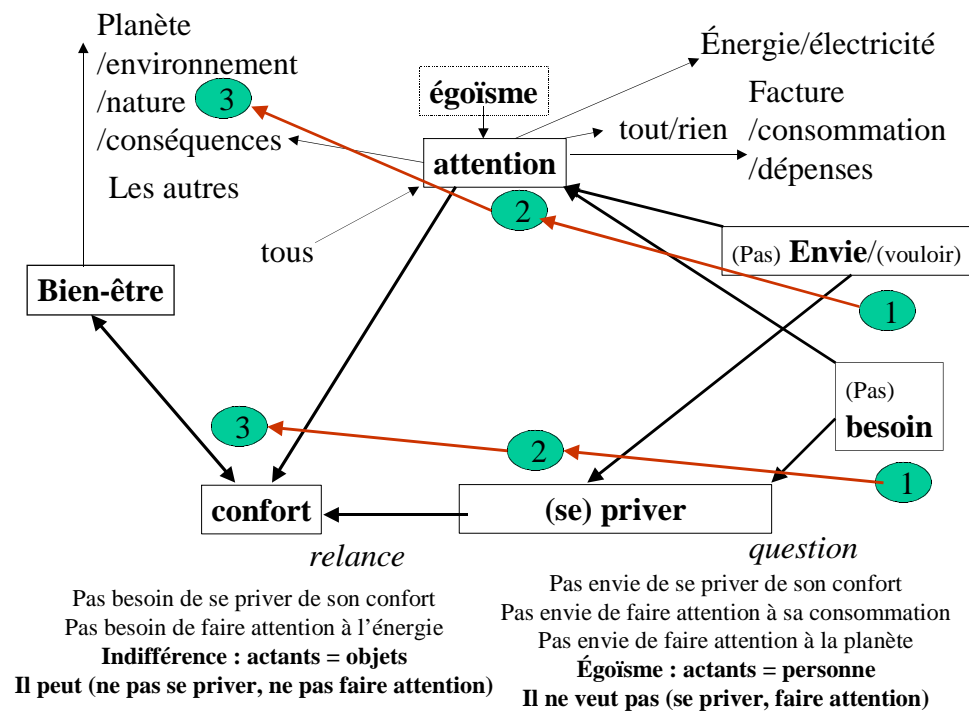 Planète
/environnement
/nature
/conséquences
3
Les autres
égoïsme
attention
Énergie/électricité
tout/rien
Facture
/consommation
/dépenses
tous
2
(Pas) Envie/(vouloir)
Bien-être
1
(Pas)
besoin
3
2
1
confort
(se) priver
relance
question
Pas besoin de se priver de son confort
Pas besoin de faire attention à l’énergie
Indifférence : actants = objets
Il peut (ne pas se priver, ne pas faire attention)
Pas envie de se priver de son confort
Pas envie de faire attention à sa consommation
Pas envie de faire attention à la planète
Égoïsme : actants = personne
Il ne veut pas (se priver, faire attention)